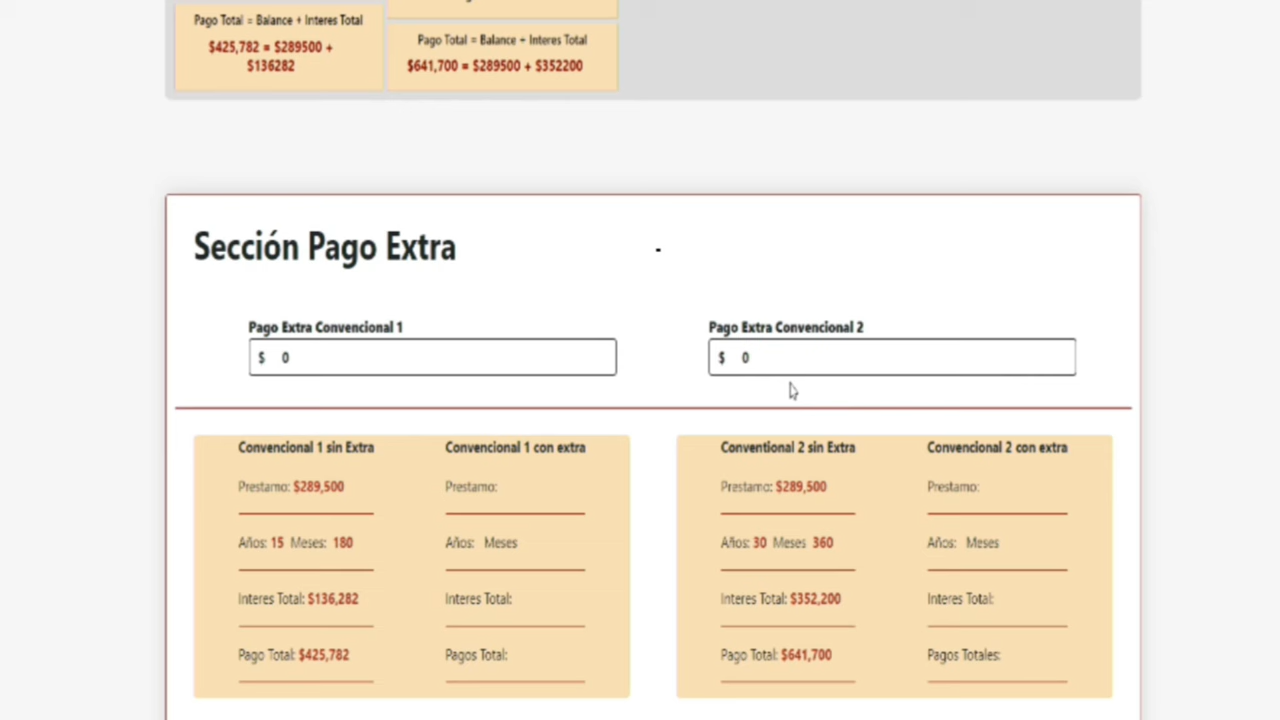 Pago Total = Balance + Interes Total
$425,782 = $289500 +
$136282
Pago Total = Balance + Interes Total
$641,700 = $289500 + $352200
Sección Pago Extra
Pago Extra Convencional 1
$ 0
Pago Extra Convencional 2
$ 0
Convencional 1 sin Extra
Prestamo: $289,500
Años: 15 Meses: 180
Interes Total: $136,282
Pago Total: $425,782
Convencional 1 con extra
Prestamo:
Años: Meses
Interes Total:
Pagos Total:
Conventional 2 sin Extra
Prestamo: $289,500
Años: 30 Meses 360
Interes Total: $352,200
Pago Total: $641,700
Convencional 2 con extra
Prestamo:
Años: Meses
Interes Total:
Pagos Totales: